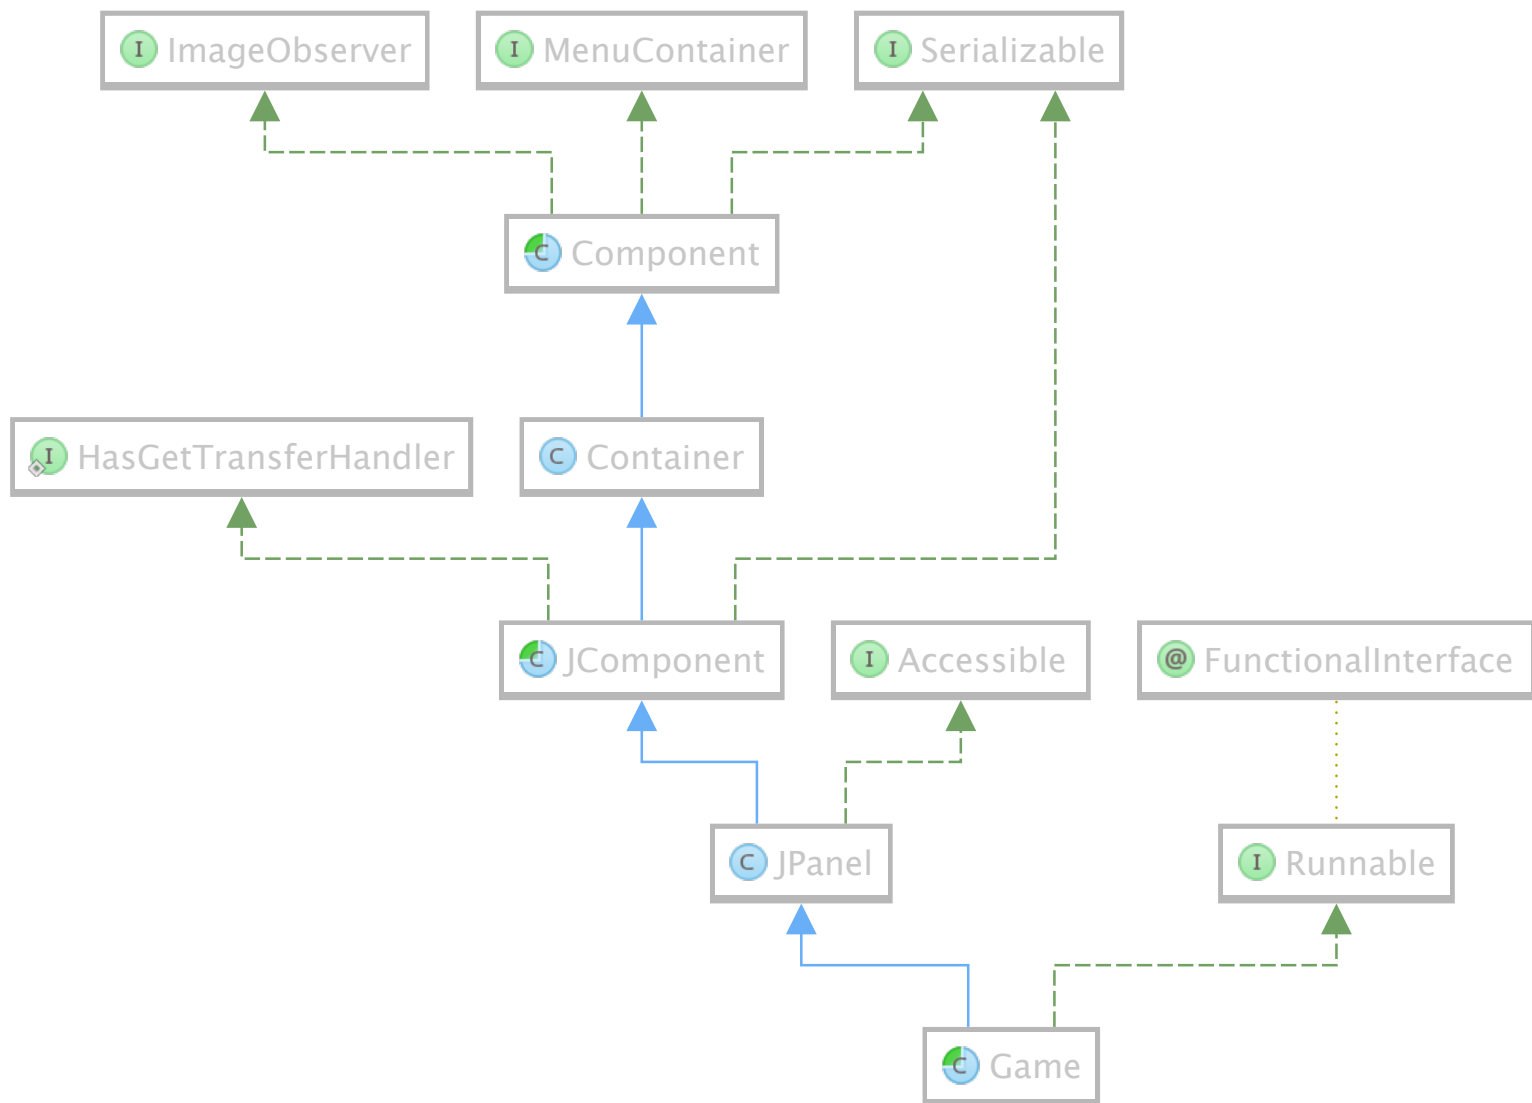 I ImageObserver
I MenuContainer
I Serializable
C Component
I HasGetTransferHandler
C Container
C JComponent
I Accessible
@ FunctionalInterface
C JPanel
I Runnable
C Game